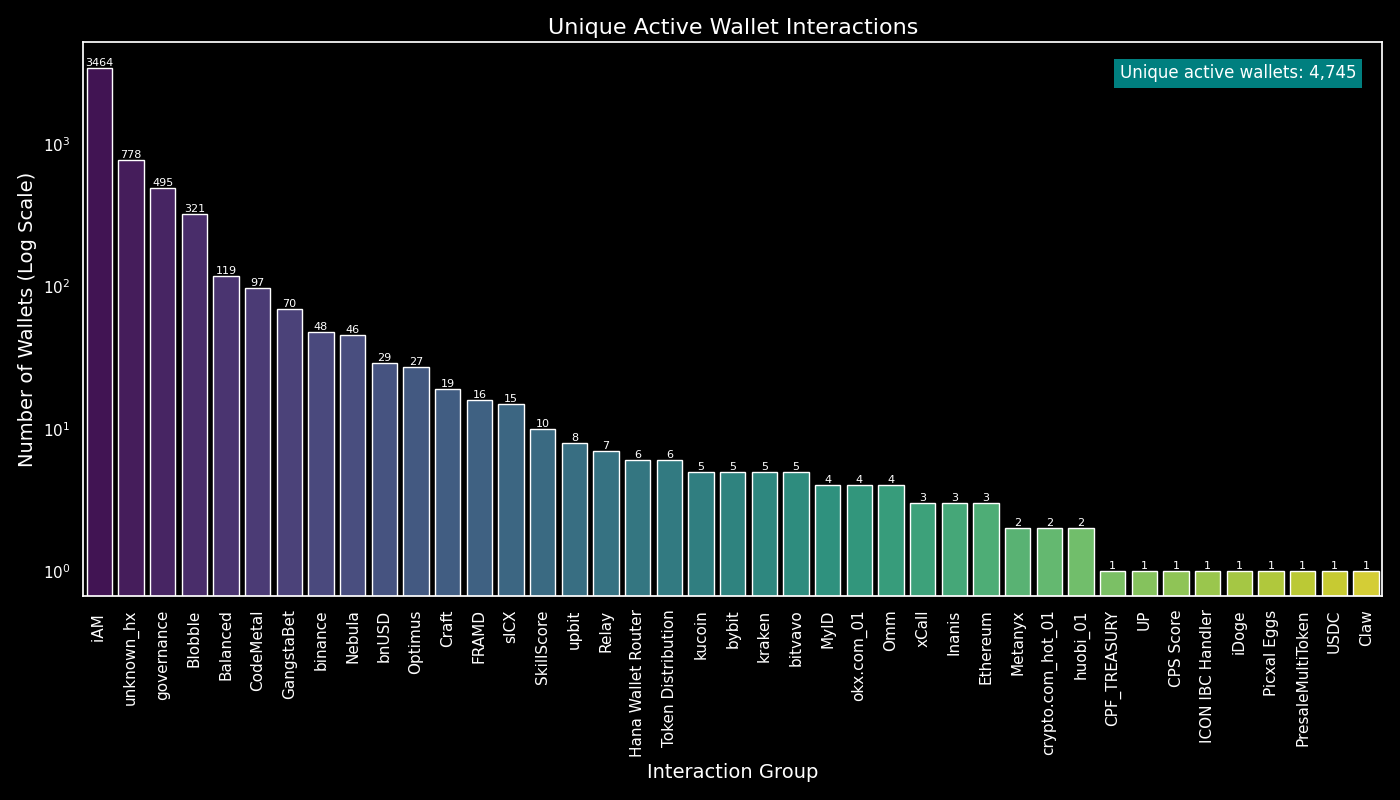 Unique Active Wallet Interactions
Unique active wallets: 4,745
Number of Wallets (Log Scale)
10³
10²
10¹
10⁰
3464
778
495
321
119
97
70
48
46
29
27
19
16
15
10
8
7
6
6
5
5
5
5
4
4
4
3
3
3
2
2
2
1
1
1
1
1
1
1
1
1
iAM
unknown_hx
governance
Blobble
Balanced
CodeMetal
GangstaBet
binance
Nebula
bnUSD
Optimus
Craft
FRAMD
sICX
SkillScore
upbit
Relay
Hana Wallet Router
Token Distribution
kucoin
bybit
kraken
bitvavo
MyID
okx.com_01
Omm
xCall
Inanis
Ethereum
Metanyx
crypto.com_hot_01
huobi_01
CPF_TREASURY
UP
CPS Score
ICON IBC Handler
iDoge
Picxal Eggs
PresaleMultiToken
USDC
Claw
Interaction Group